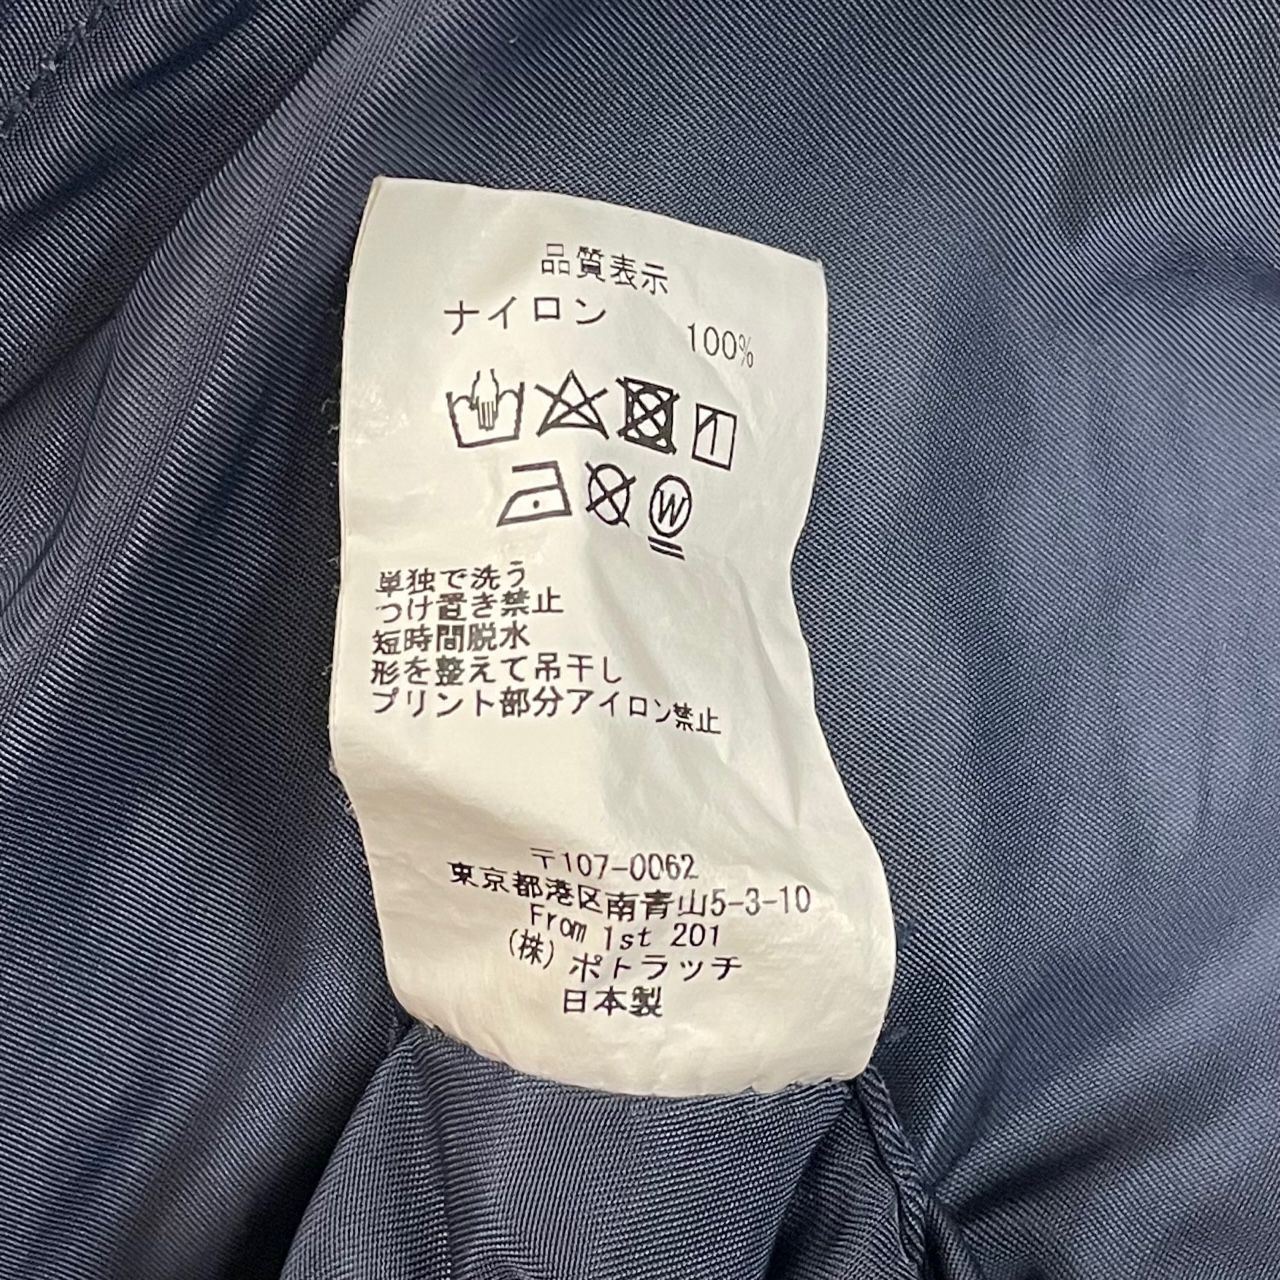 品質表示
ナイロン 100%
W
単独で洗う
つけ置き禁止
短時間脱水
形を整えて吊干し
プリント部分アイロン禁止
〒107-0062
東京都港区南青山5-3-10
From 1st 201
(株)ポトラッチ
日本製